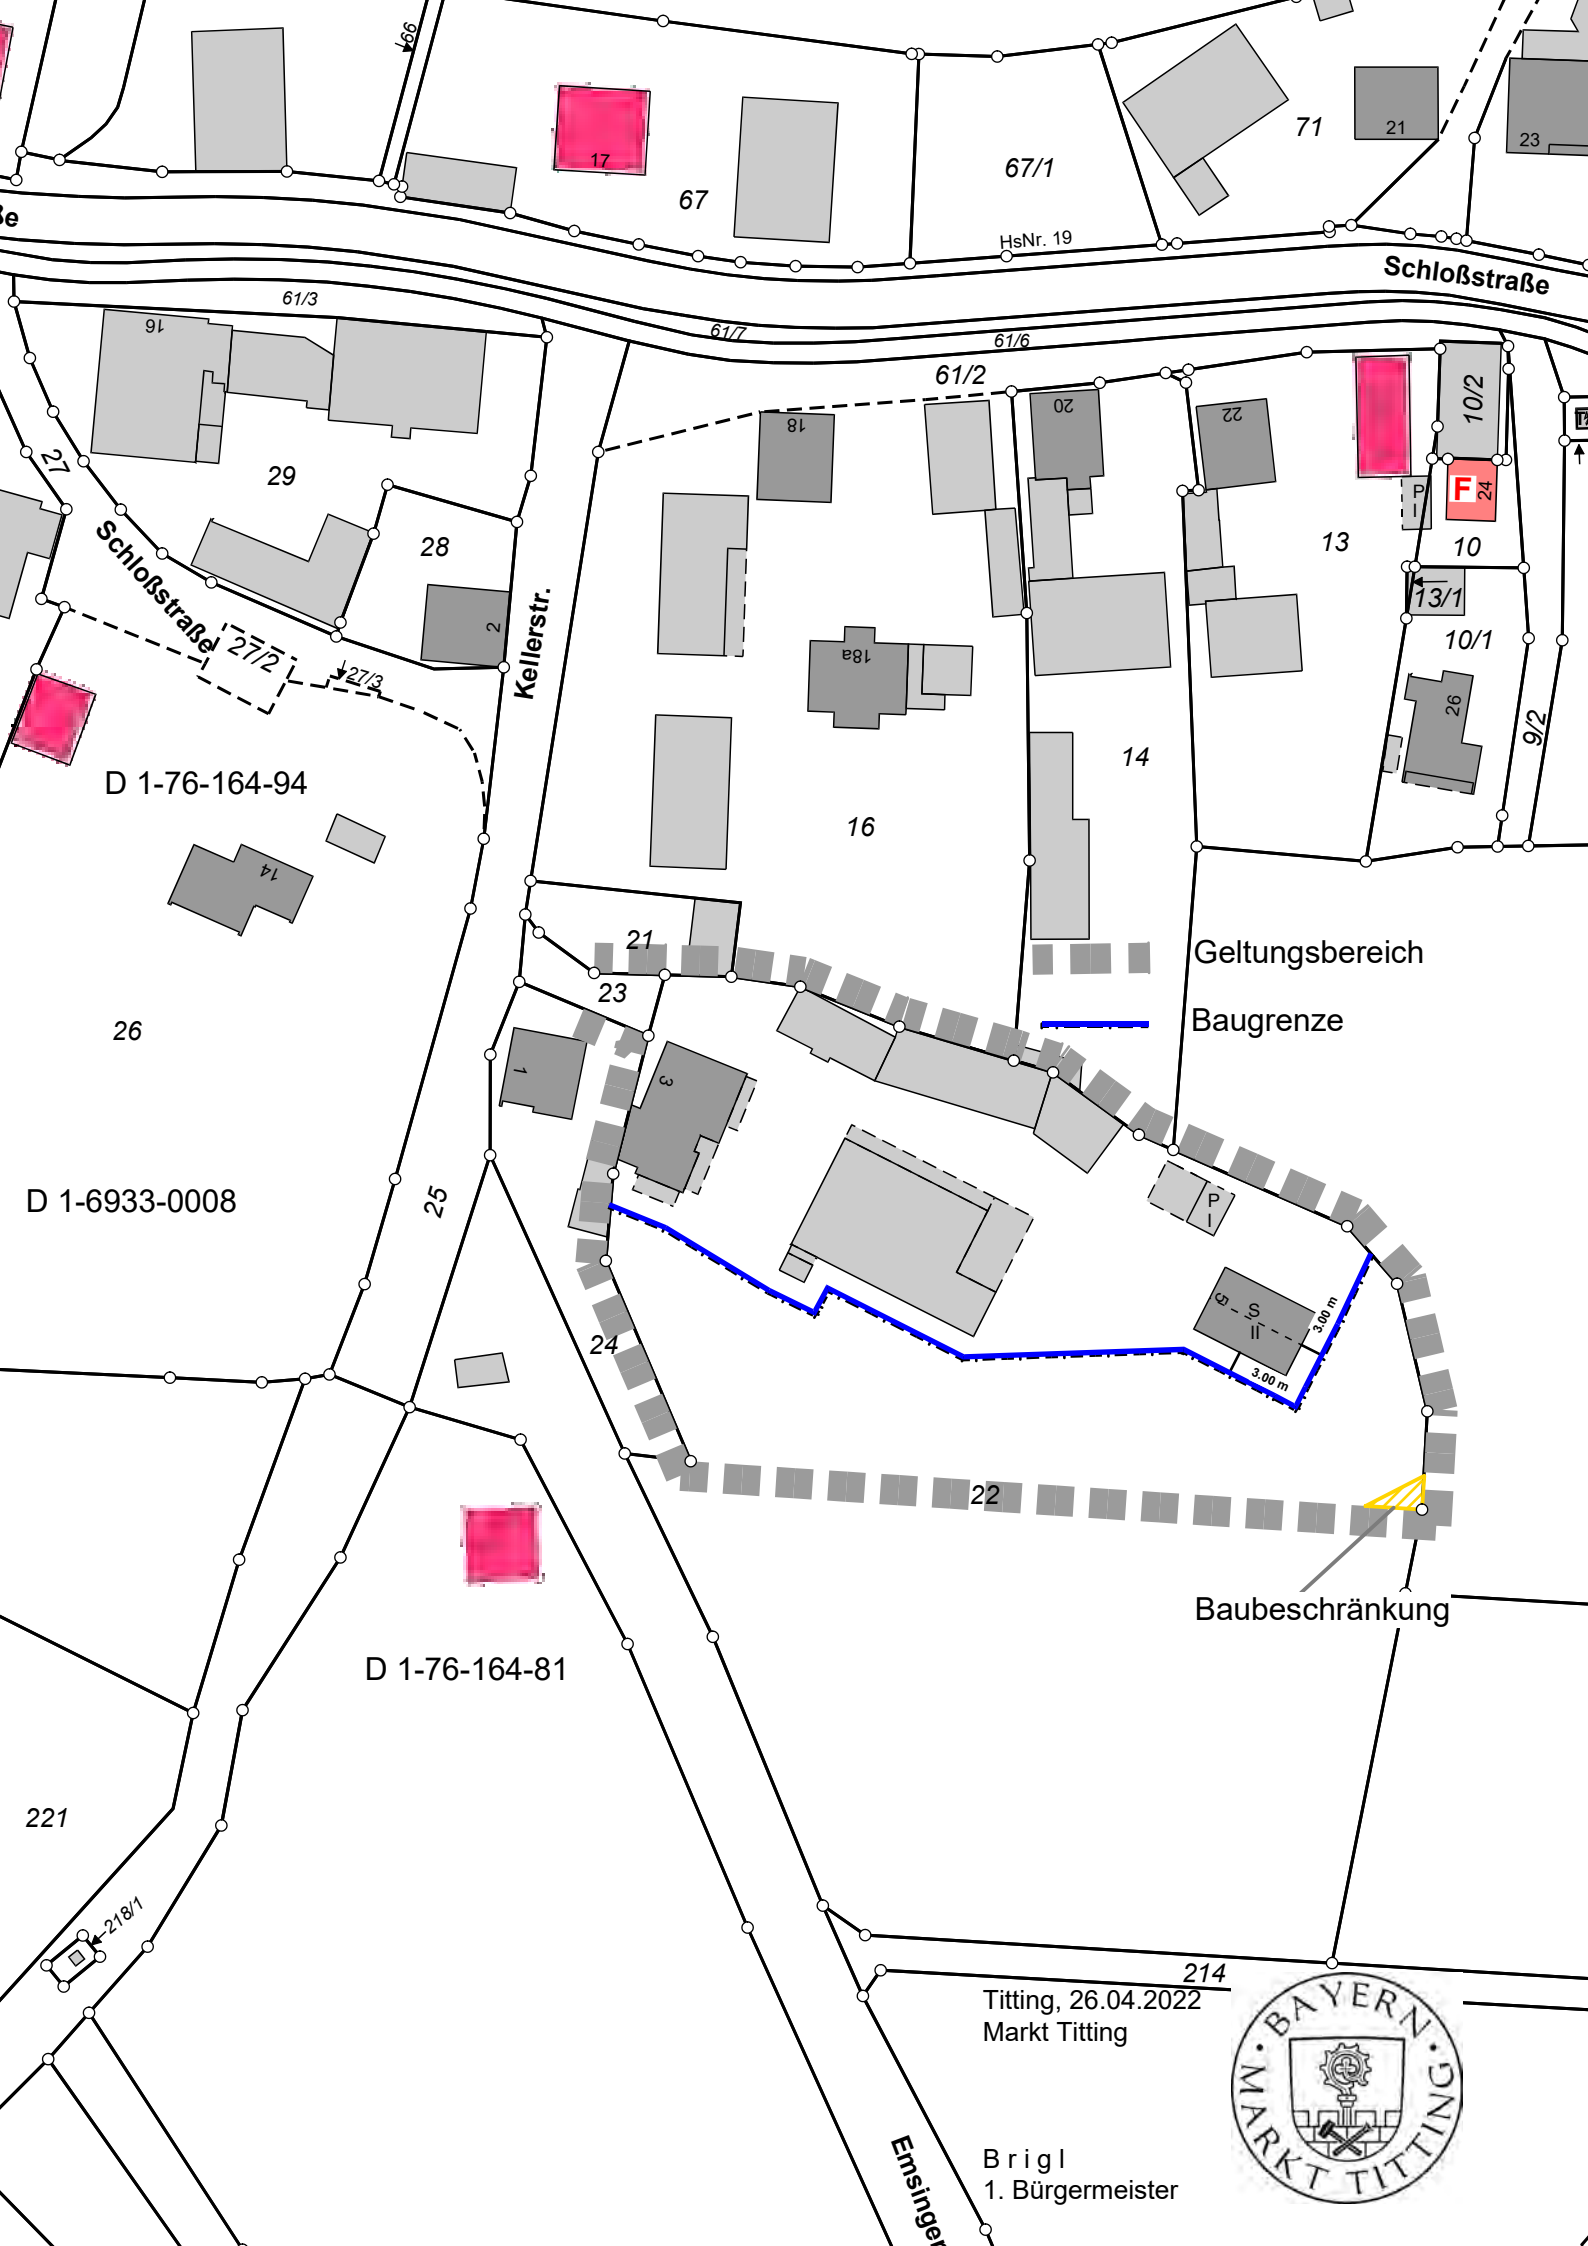 66
17
67
67/1
71
21
23
ße
HsNr. 19
Schloßstraße
61/3
61/7
61/6
61/2
16
18
20
22
10/2
F
24
P
I
10
13
13/1
10/1
26
9/2
27
29
28
2
Schloßstraße
27/2
27/3
Kellerstr.
18a
14
16
D 1-76-164-94
14
21
23
Geltungsbereich
Baugrenze
26
1
3
D 1-6933-0008
25
P
I
5
S
II
3.00 m
3.00 m
24
22
Baubeschränkung
D 1-76-164-81
221
218/1
214
Titting, 26.04.2022
Markt Titting
BAYERN
MARKT TITTING
B r i g l
1. Bürgermeister
Emsinger